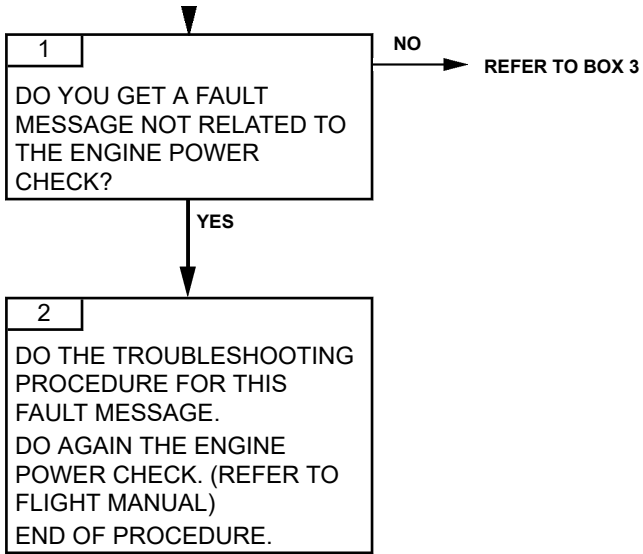 1
DO YOU GET A FAULT
MESSAGE NOT RELATED TO
THE ENGINE POWER
CHECK?
NO
REFER TO BOX 3
YES
2
DO THE TROUBLESHOOTING
PROCEDURE FOR THIS
FAULT MESSAGE.
DO AGAIN THE ENGINE
POWER CHECK. (REFER TO
FLIGHT MANUAL)
END OF PROCEDURE.